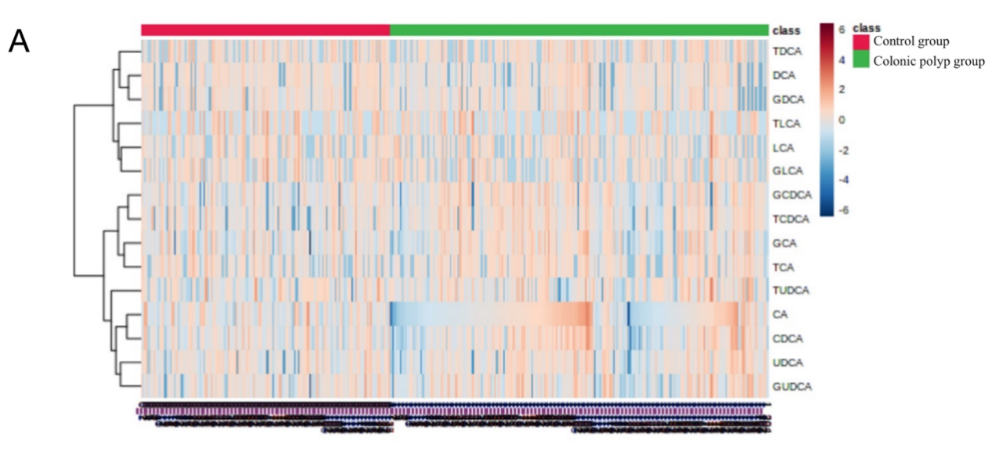 A
class
TDCA
DCA
GDCA
TLCA
LCA
GLCA
GCDCA
TCDCA
GCA
TCA
TUDCA
CA
CDCA
UDCA
GUDCA
6
4
2
0
-2
-4
-6
class
Control group
Colonic polyp group